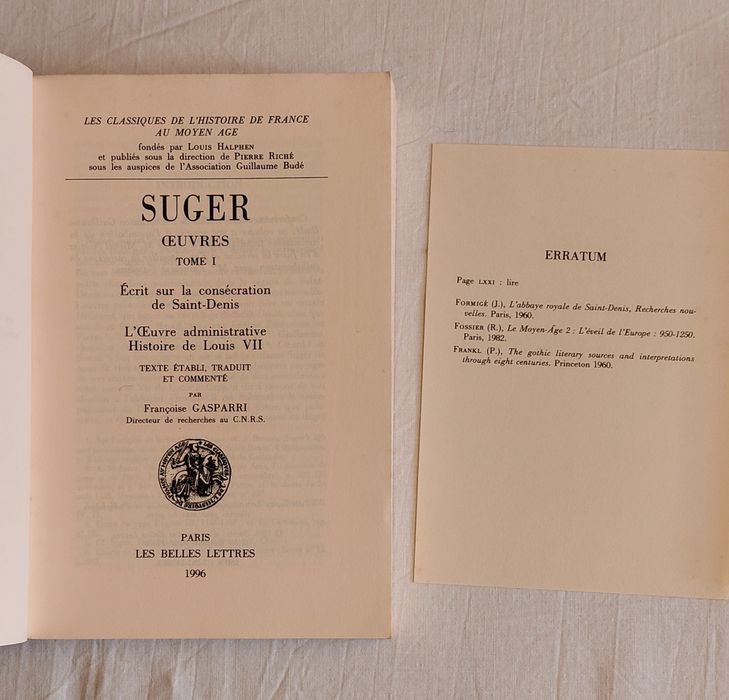 LES CLASSIQUES DE L'HISTOIRE DE FRANCE
AU MOYEN AGE
fondés par LOUIS HALPHEN
et publiés sous la direction de PIERRE RICHÉ
sous les auspices de l'Association Guillaume Budé
SUGER
ŒUVRES
TOME I
Écrit sur la consécration
de Saint-Denis
L'Œuvre administrative
Histoire de Louis VII
TEXTE ÉTABLI, TRADUIT
ET COMMENTÉ
PAR
Françoise GASPARRI
Directeur de recherches au C.N.R.S.
PARIS
LES BELLES LETTRES
1996
ERRATUM
Page LXXI : lire
FORMIGÉ (J.), L'abbaye royale de Saint-Denis, Recherches nou-
velles. Paris, 1960.
FOSSIER (R.), Le Moyen-Âge 2 : L'éveil de l'Europe : 950-1250.
Paris, 1982.
FRANKL (P.), The gothic literary sources and interpretations
through eight centuries. Princeton 1960.